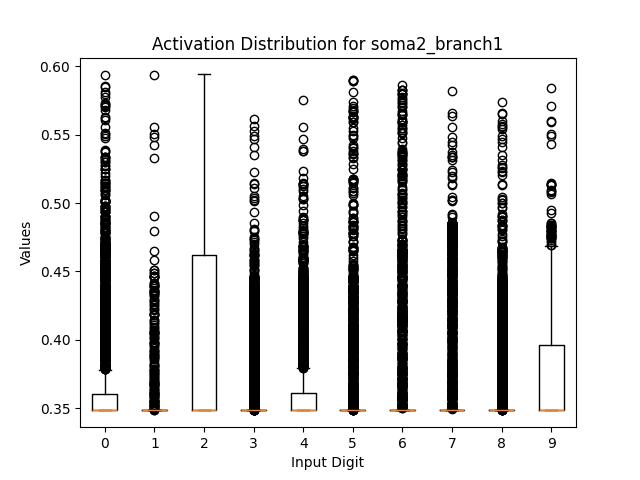 Activation Distribution for soma2_branch1
0.60
0.55
0.50
0.45
0.40
0.35
Values
0 1 2 3 4 5 6 7 8 9
Input Digit